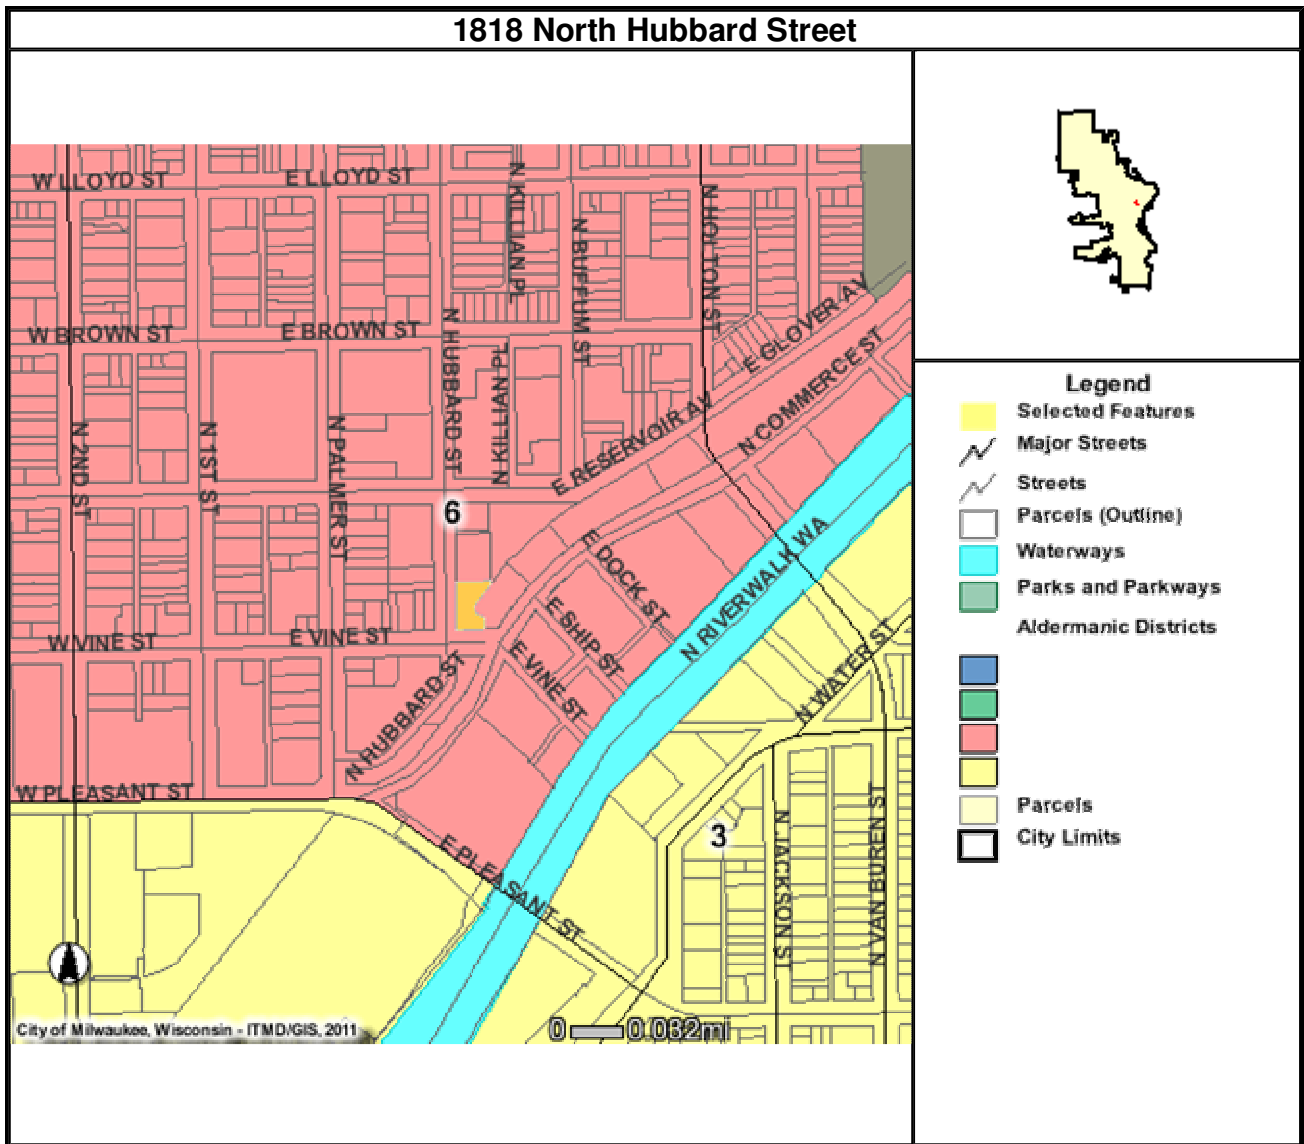 1818 North Hubbard Street
W LLOYD ST
E LLOYD ST
N KILLIAN PL
N BUFFUM ST
N HOLTON ST
W BROWN ST
E BROWN ST
N HUBBARD ST
N KILLIAN PL
E GLOVER AV
N COMMERCE ST
E RESERVOIR AV
N 2ND ST
N 1ST ST
N PALMER ST
6
E DOCK ST
N RIVERWALK WA
E SHIP ST
W VINE ST
E VINE ST
E VINE ST
N HUBBARD ST
N WATER ST
W PLEASANT ST
E PLEASANT ST
3
N JACKSON ST
N VAN BUREN ST
City of Milwaukee, Wisconsin - ITMD/GIS, 2011
0 0.032mi
Legend
Selected Features
Major Streets
Streets
Parcels (Outline)
Waterways
Parks and Parkways
Aldermanic Districts
Parcels
City Limits